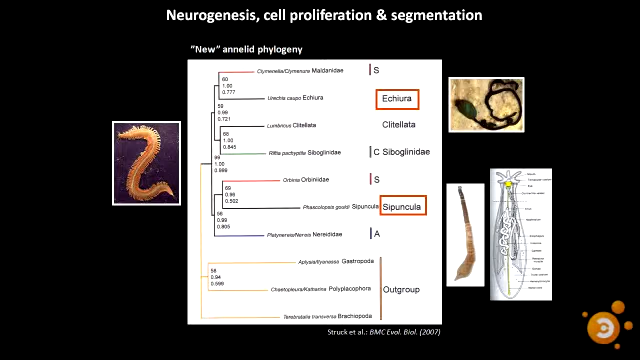 Neurogenesis, cell proliferation & segmentation
"New" annelid phylogeny
Clymenella/Clymenura Maldanidae
S
60
1.00
0.777
Urechis caupo Echiura
Echiura
59
0.99
0.721
Lumbricus Clitellata
Clitellata
68
1.00
0.845
Riftia pachyptila Siboglinidae
C Siboglinidae
99
1.00
0.999
Orbinia Orbiniidae
S
69
0.96
0.502
Phascolopsis gouldi Sipuncula
Sipuncula
56
0.99
0.805
Platynereis/Nereis Nereididae
A
Aplysia/Ilyanassa Gastropoda
58
0.94
0.599
Chaetopleura/Katharina Polyplacophora
Outgroup
Terebratalia transversa Brachiopoda
Struck et al.: BMC Evol. Biol. (2007)